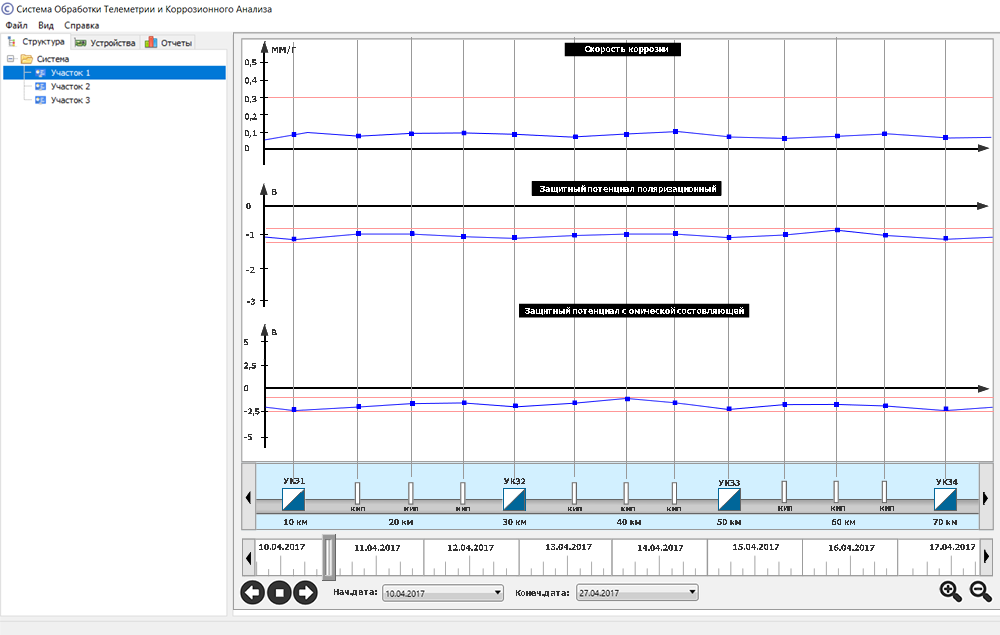 Система Обработки Телеметрии и Коррозионного Анализа
Файл Вид Справка
Структура Устройства Отчеты
Система
Участок 1
Участок 2
Участок 3
мм/г
Скорость коррозии
0,5
0,4
0,3
0,2
0,1
0
В
Защитный потенциал поляризационный
0
-1
-2
-3
Защитный потенциал с омической состовляющей
В
5
2,5
0
-2,5
-5
УКЗ1 УКЗ2 УКЗ3 УКЗ4
КИП КИП КИП КИП КИП КИП КИП КИП КИП
10 км 20 км 30 км 40 км 50 км 60 км 70 км
10.04.2017 11.04.2017 12.04.2017 13.04.2017 14.04.2017 15.04.2017 16.04.2017 17.04.2017
Нач.дата: 10.04.2017 Конеч.дата: 27.04.2017